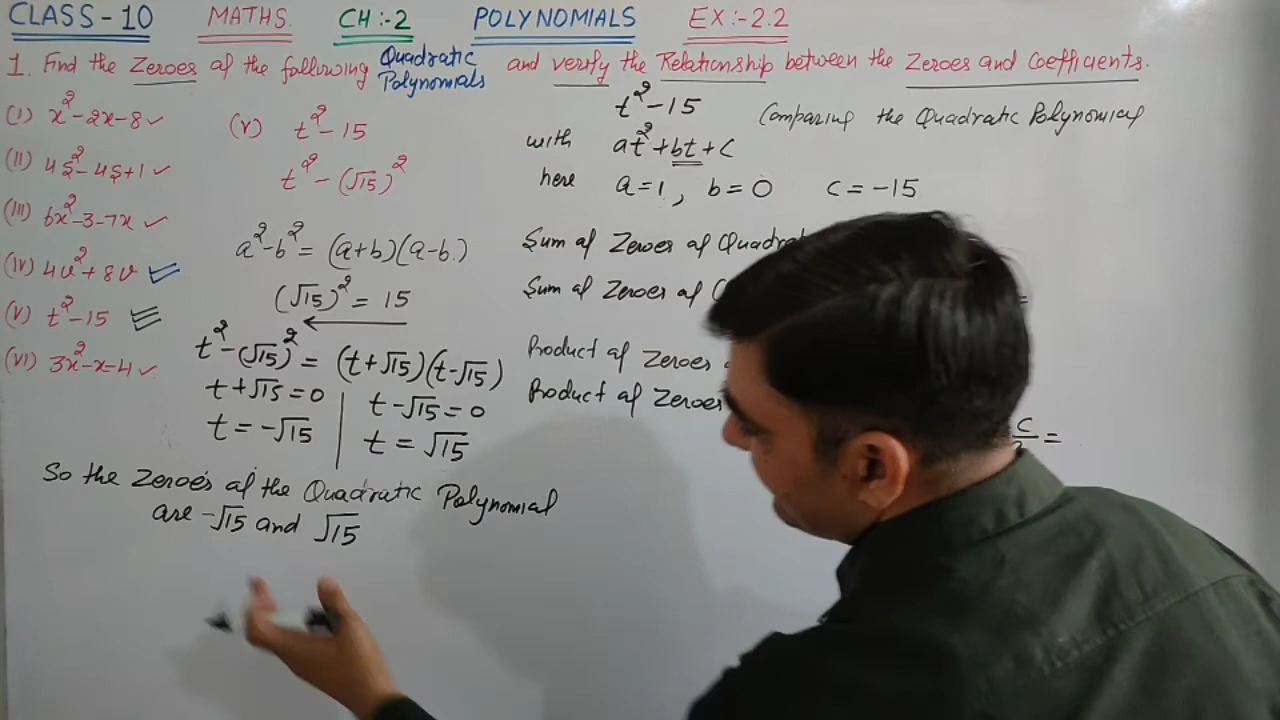 CLASS-10 MATHS. CH:-2 POLYNOMIALS EX:-2.2
1. Find the Zeroes of the following Quadratic Polynomials and verify the Relationship between the Zeroes and Coefficients.
(I) x²-2x-8 ✓
(II) 4s²-4s+1 ✓
(III) 6x²-3-7x ✓
(IV) 4v²+8v
(V) t²-15
(VI) 3x²-x-4 ✓
(V) t²-15
t²-(√15)²
a²-b² = (a+b)(a-b)
(√15)² = 15
t²-(√15)² = (t+√15)(t-√15)
t+√15=0 | t-√15=0
t=-√15 | t=√15
So the Zeroes of the Quadratic Polynomial
are -√15 and √15
t²-15 Comparing the Quadratic Polynomial
with at²+bt+c
here a=1, b=0 c=-15
Sum of Zeroes of
Sum of Zeroes of =
Product of Zeroes
Product of Zeroes =